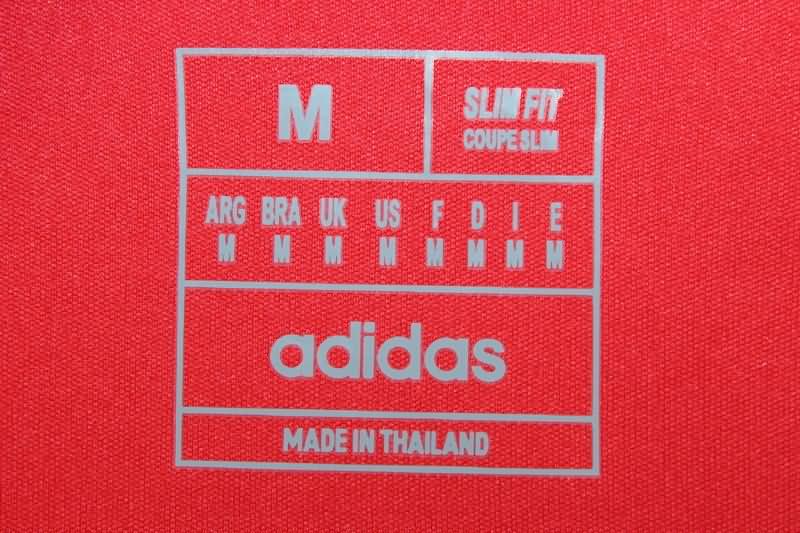 M
SLIM FIT
COUPE SLIM
ARG BRA UK US F D I E
M M M M M M M M
adidas
MADE IN THAILAND